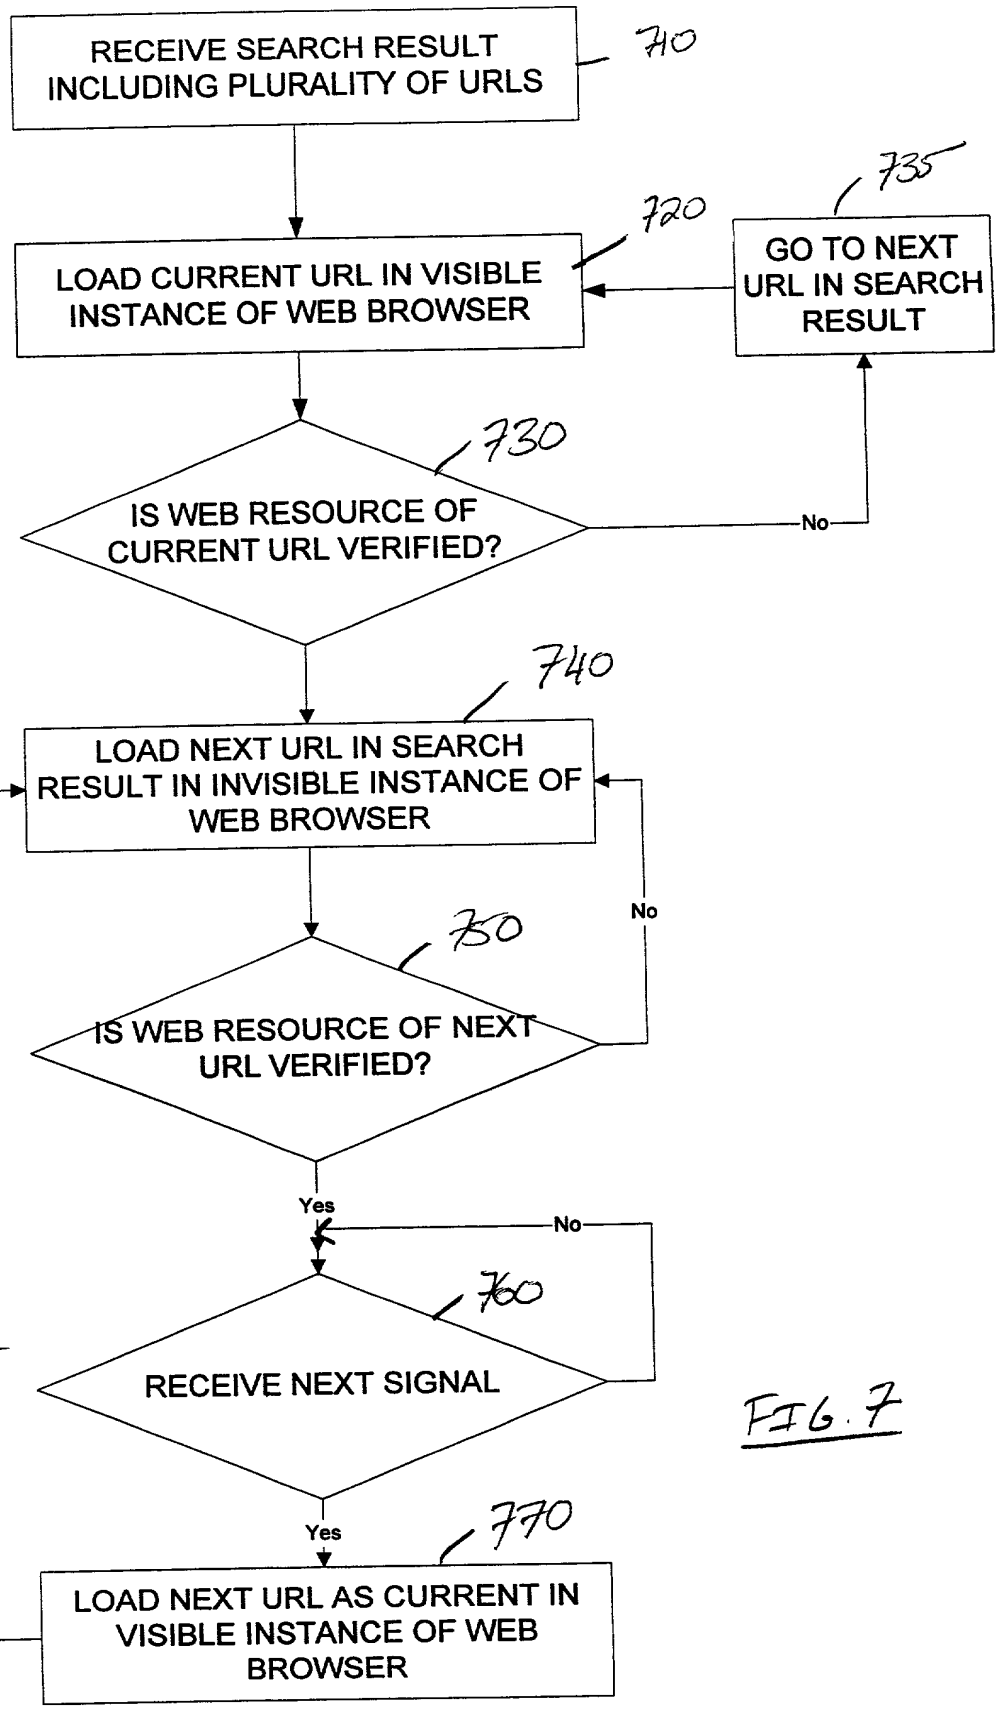 RECEIVE SEARCH RESULT
INCLUDING PLURALITY OF URLS
710
LOAD CURRENT URL IN VISIBLE
INSTANCE OF WEB BROWSER
720
GO TO NEXT
URL IN SEARCH
RESULT
735
IS WEB RESOURCE OF
CURRENT URL VERIFIED?
730
No
LOAD NEXT URL IN SEARCH
RESULT IN INVISIBLE INSTANCE OF
WEB BROWSER
740
No
IS WEB RESOURCE OF NEXT
URL VERIFIED?
750
Yes
No
RECEIVE NEXT SIGNAL
760
FIG. 7
Yes
LOAD NEXT URL AS CURRENT IN
VISIBLE INSTANCE OF WEB
BROWSER
770